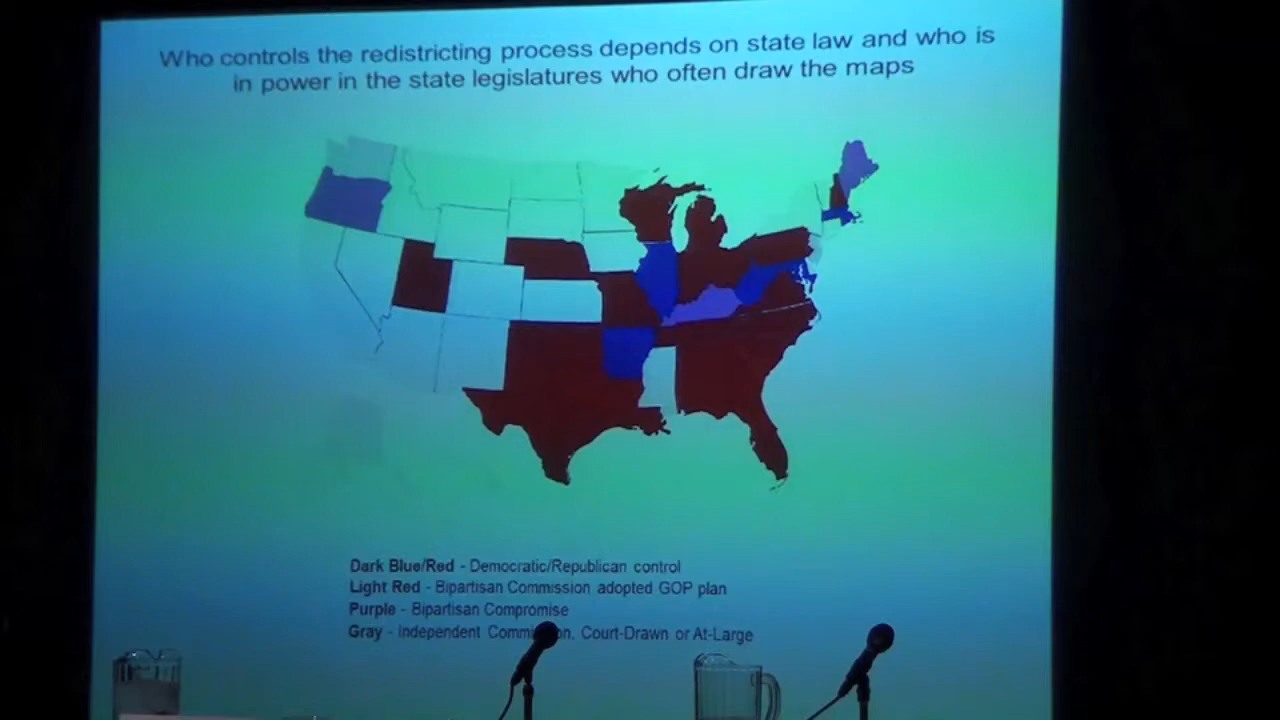 Who controls the redistricting process depends on state law and who is
in power in the state legislatures who often draw the maps
Dark Blue/Red - Democratic/Republican control
Light Red - Bipartisan Commission adopted GOP plan
Purple - Bipartisan Compromise
Gray - Independent Comm on, Court-Drawn or At-Large